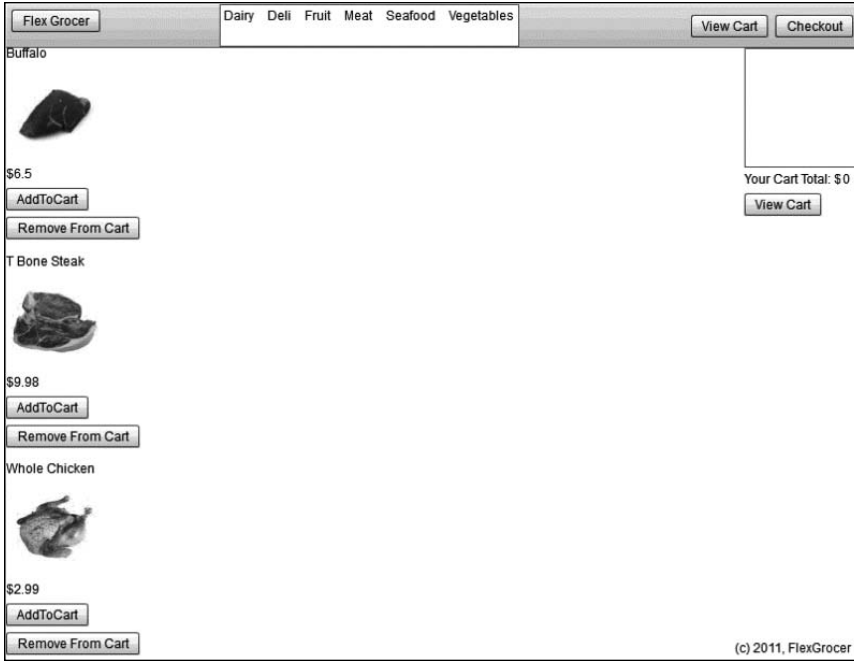 Flex Grocer
Dairy Deli Fruit Meat Seafood Vegetables
View Cart Checkout
Buffalo
$6.5
AddToCart
Remove From Cart
T Bone Steak
$9.98
AddToCart
Remove From Cart
Whole Chicken
$2.99
AddToCart
Remove From Cart
Your Cart Total: $0
View Cart
(c) 2011, FlexGrocer